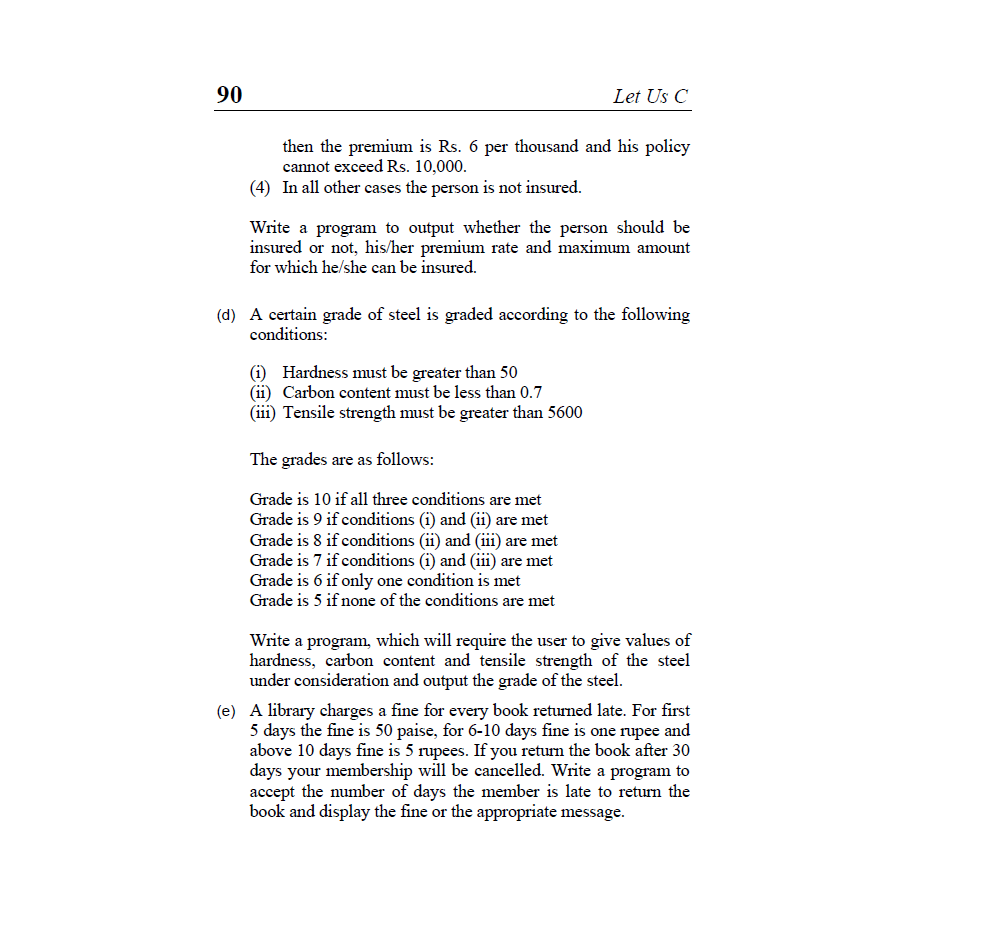 90 Let Us C
then the premium is Rs. 6 per thousand and his policy
cannot exceed Rs. 10,000.
(4) In all other cases the person is not insured.
Write a program to output whether the person should be
insured or not, his/her premium rate and maximum amount
for which he/she can be insured.
(d) A certain grade of steel is graded according to the following
conditions:
(i) Hardness must be greater than 50
(ii) Carbon content must be less than 0.7
(iii) Tensile strength must be greater than 5600
The grades are as follows:
Grade is 10 if all three conditions are met
Grade is 9 if conditions (i) and (ii) are met
Grade is 8 if conditions (ii) and (iii) are met
Grade is 7 if conditions (i) and (iii) are met
Grade is 6 if only one condition is met
Grade is 5 if none of the conditions are met
Write a program, which will require the user to give values of
hardness, carbon content and tensile strength of the steel
under consideration and output the grade of the steel.
(e) A library charges a fine for every book returned late. For first
5 days the fine is 50 paise, for 6-10 days fine is one rupee and
above 10 days fine is 5 rupees. If you return the book after 30
days your membership will be cancelled. Write a program to
accept the number of days the member is late to return the
book and display the fine or the appropriate message.